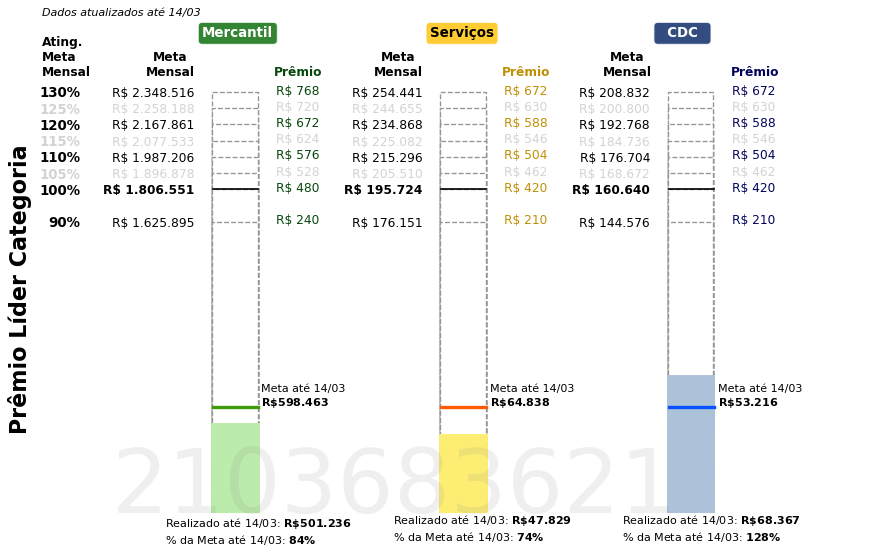 Dados atualizados até 14/03
Mercantil
Serviços
CDC
Ating.
Meta
Mensal
Meta
Mensal
Prêmio
Meta
Mensal
Prêmio
Meta
Mensal
Prêmio
130% R$ 2.348.516 R$ 768 R$ 254.441 R$ 672 R$ 208.832 R$ 672
125% R$ 2.258.188 R$ 720 R$ 244.655 R$ 630 R$ 200.800 R$ 630
120% R$ 2.167.861 R$ 672 R$ 234.868 R$ 588 R$ 192.768 R$ 588
115% R$ 2.077.533 R$ 624 R$ 225.082 R$ 546 R$ 184.736 R$ 546
110% R$ 1.987.206 R$ 576 R$ 215.296 R$ 504 R$ 176.704 R$ 504
105% R$ 1.896.878 R$ 528 R$ 205.510 R$ 462 R$ 168.672 R$ 462
100% R$ 1.806.551 R$ 480 R$ 195.724 R$ 420 R$ 160.640 R$ 420
90% R$ 1.625.895 R$ 240 R$ 176.151 R$ 210 R$ 144.576 R$ 210
Prêmio Líder Categoria
Meta até 14/03
R$598.463
Meta até 14/03
R$64.838
Meta até 14/03
R$53.216
2103683621
Realizado até 14/03: R$501.236
% da Meta até 14/03: 84%
Realizado até 14/03: R$47.829
% da Meta até 14/03: 74%
Realizado até 14/03: R$68.367
% da Meta até 14/03: 128%